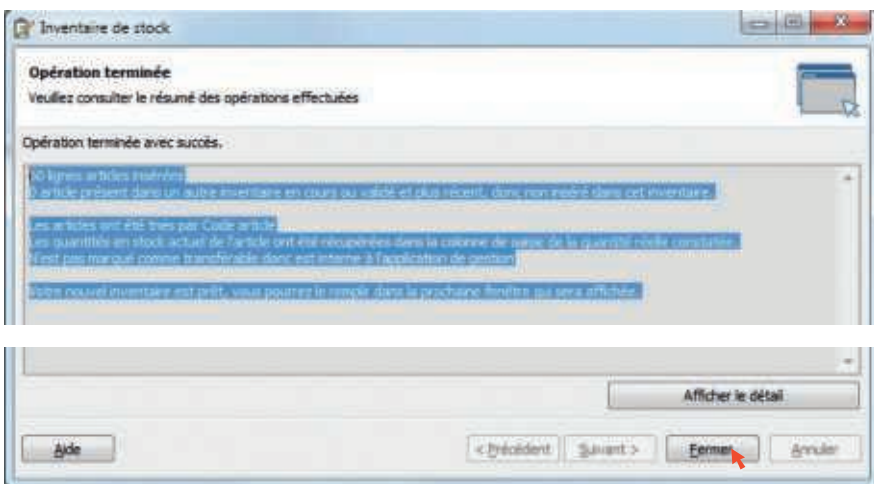 Inventaire de stock
Opération terminée
Veuillez consulter le résumé des opérations effectuées
Opération terminée avec succès.
60 lignes articles insérées
0 article présent dans un autre inventaire en cours ou validé et plus récent, donc non inséré dans cet inventaire.
Les articles ont été triés par Code article
Les quantités en stock actuel de l'article ont été récupérées dans la colonne de saisie de la quantité réelle constatée.
N'est pas marqué comme transférable donc est interne à l'application de gestion
Votre nouvel inventaire est prêt, vous pourrez le remplir dans la prochaine fenêtre qui sera affichée.
Afficher le détail
Aide
< Précédent
Suivant >
Fermer
Annuler